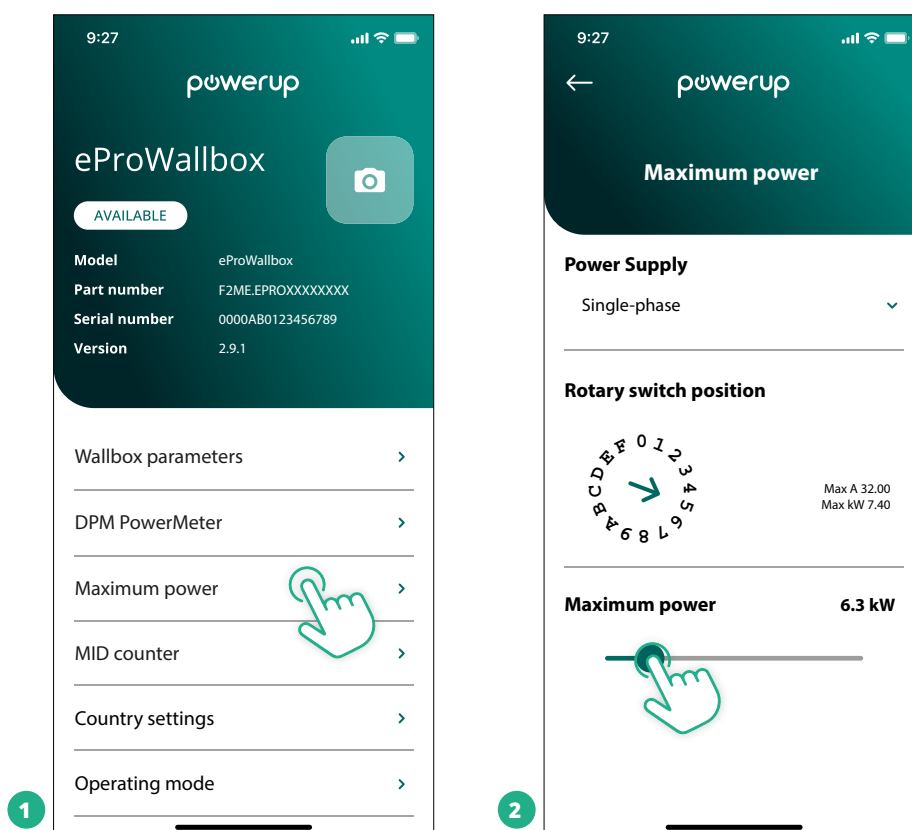 9:27
powerup
eProWallbox
AVAILABLE
Model eProWallbox
Part number F2ME.EPROXXXXXXXX
Serial number 0000AB0123456789
Version 2.9.1
Wallbox parameters
DPM PowerMeter
Maximum power
MID counter
Country settings
Operating mode
1
9:27
powerup
Maximum power
Power Supply
Single-phase
Rotary switch position
0 1 2 3 4 5 6 7 8 9 A B C D E F
Max A 32.00
Max kW 7.40
Maximum power 6.3 kW
2